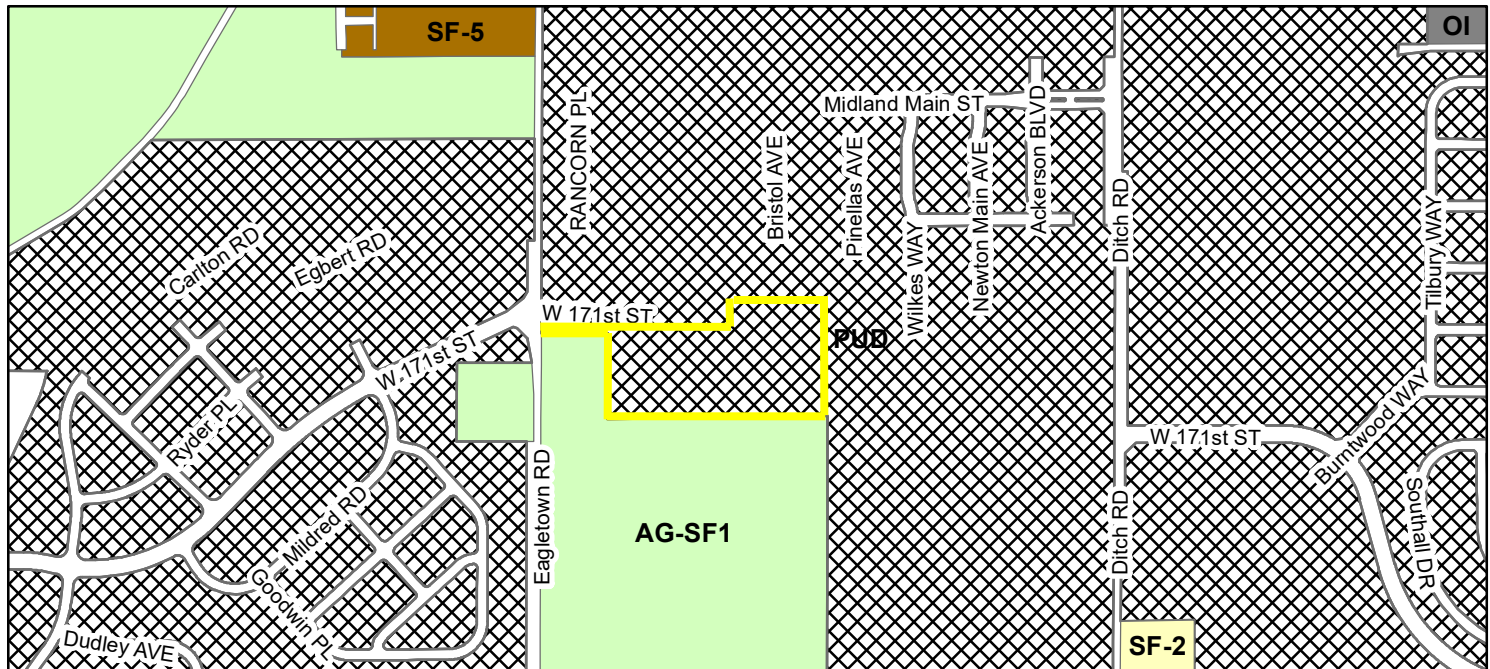 SF-5
OI
Midland Main ST
RANCORN PL
Bristol AVE
Pinellas AVE
Ackerson BLVD
Newton Main AVE
Wilkes WAY
Ditch RD
Tilbury WAY
Carlton RD
Egbert RD
W 171st ST
W 171st ST
PUD
Ryder PL
Burntwood WAY
W 171st ST
Mildred RD
Goodwin PL
Eagletown RD
AG-SF1
Ditch RD
Southall DR
Dudley AVE
SF-2